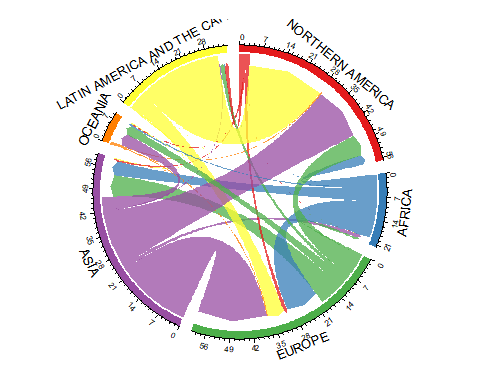 LATIN AMERICA AND THE CA
NORTHERN AMERICA
OCEANIA
AFRICA
ASIA
EUROPE
0 7 14 21 28 35 42 49 56
0 7 14 21
0 7 14 21 28 35 42 49 56
0 7 14 21 28 35 42 49 56
0
0 7 14 21 28